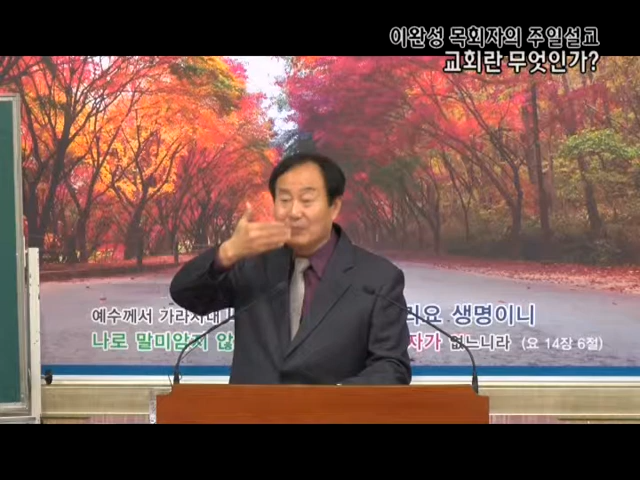 이완성 목회자의 주일설교
교회란 무엇인가?
예수께서 가라사대
리요 생명이니
나로 말미암지 않 자가 없느니라 (요 14장 6절)